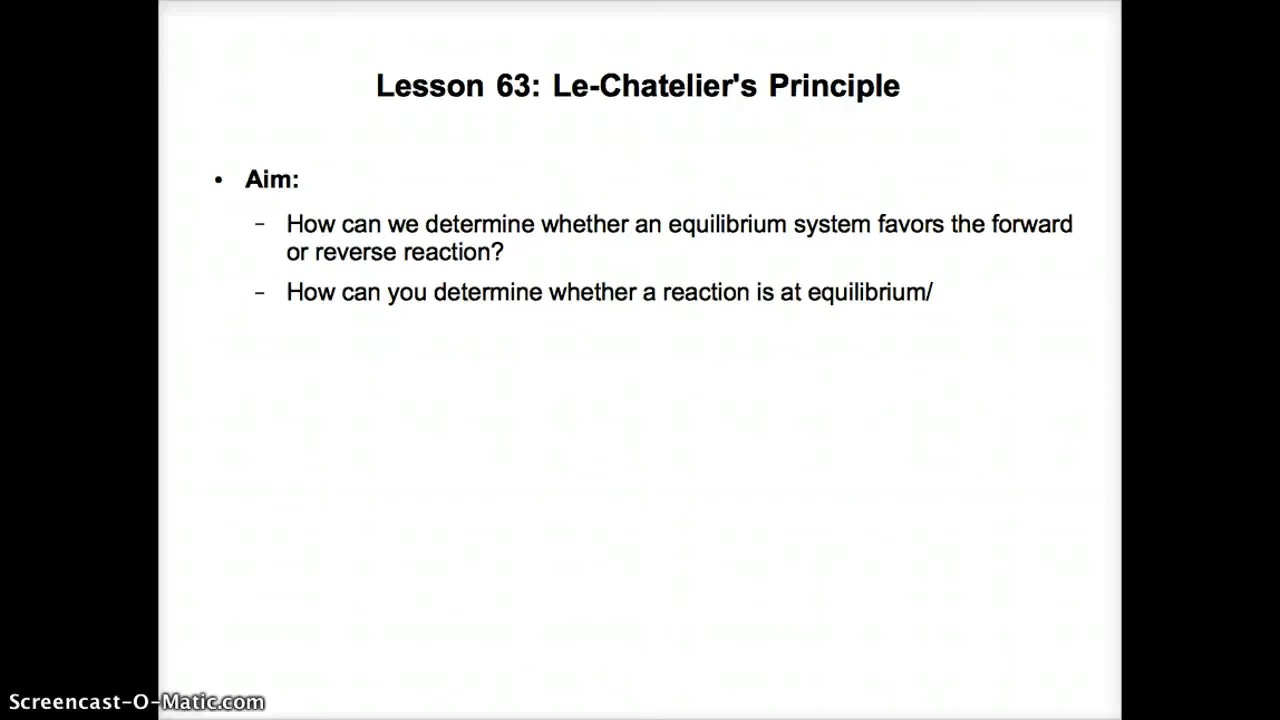 Lesson 63: Le-Chatelier's Principle
• Aim:
– How can we determine whether an equilibrium system favors the forward
or reverse reaction?
– How can you determine whether a reaction is at equilibrium/
Screencast-O-Matic.com